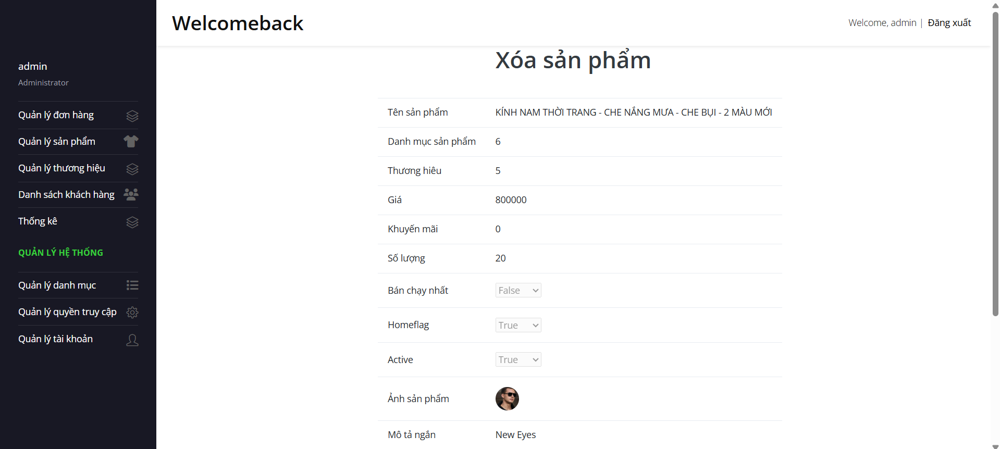 Welcomeback
Welcome, admin | Đăng xuất
admin
Administrator
Quản lý đơn hàng
Quản lý sản phẩm
Quản lý thương hiệu
Danh sách khách hàng
Thống kê
QUẢN LÝ HỆ THỐNG
Quản lý danh mục
Quản lý quyền truy cập
Quản lý tài khoản
Xóa sản phẩm
Tên sản phẩm KÍNH NAM THỜI TRANG - CHE NẮNG MƯA - CHE BỤI - 2 MÀU MỚI
Danh mục sản phẩm 6
Thương hiêu 5
Giá 800000
Khuyến mãi 0
Số lượng 20
Bán chạy nhất False
Homeflag True
Active True
Ảnh sản phẩm
Mô tả ngắn New Eyes